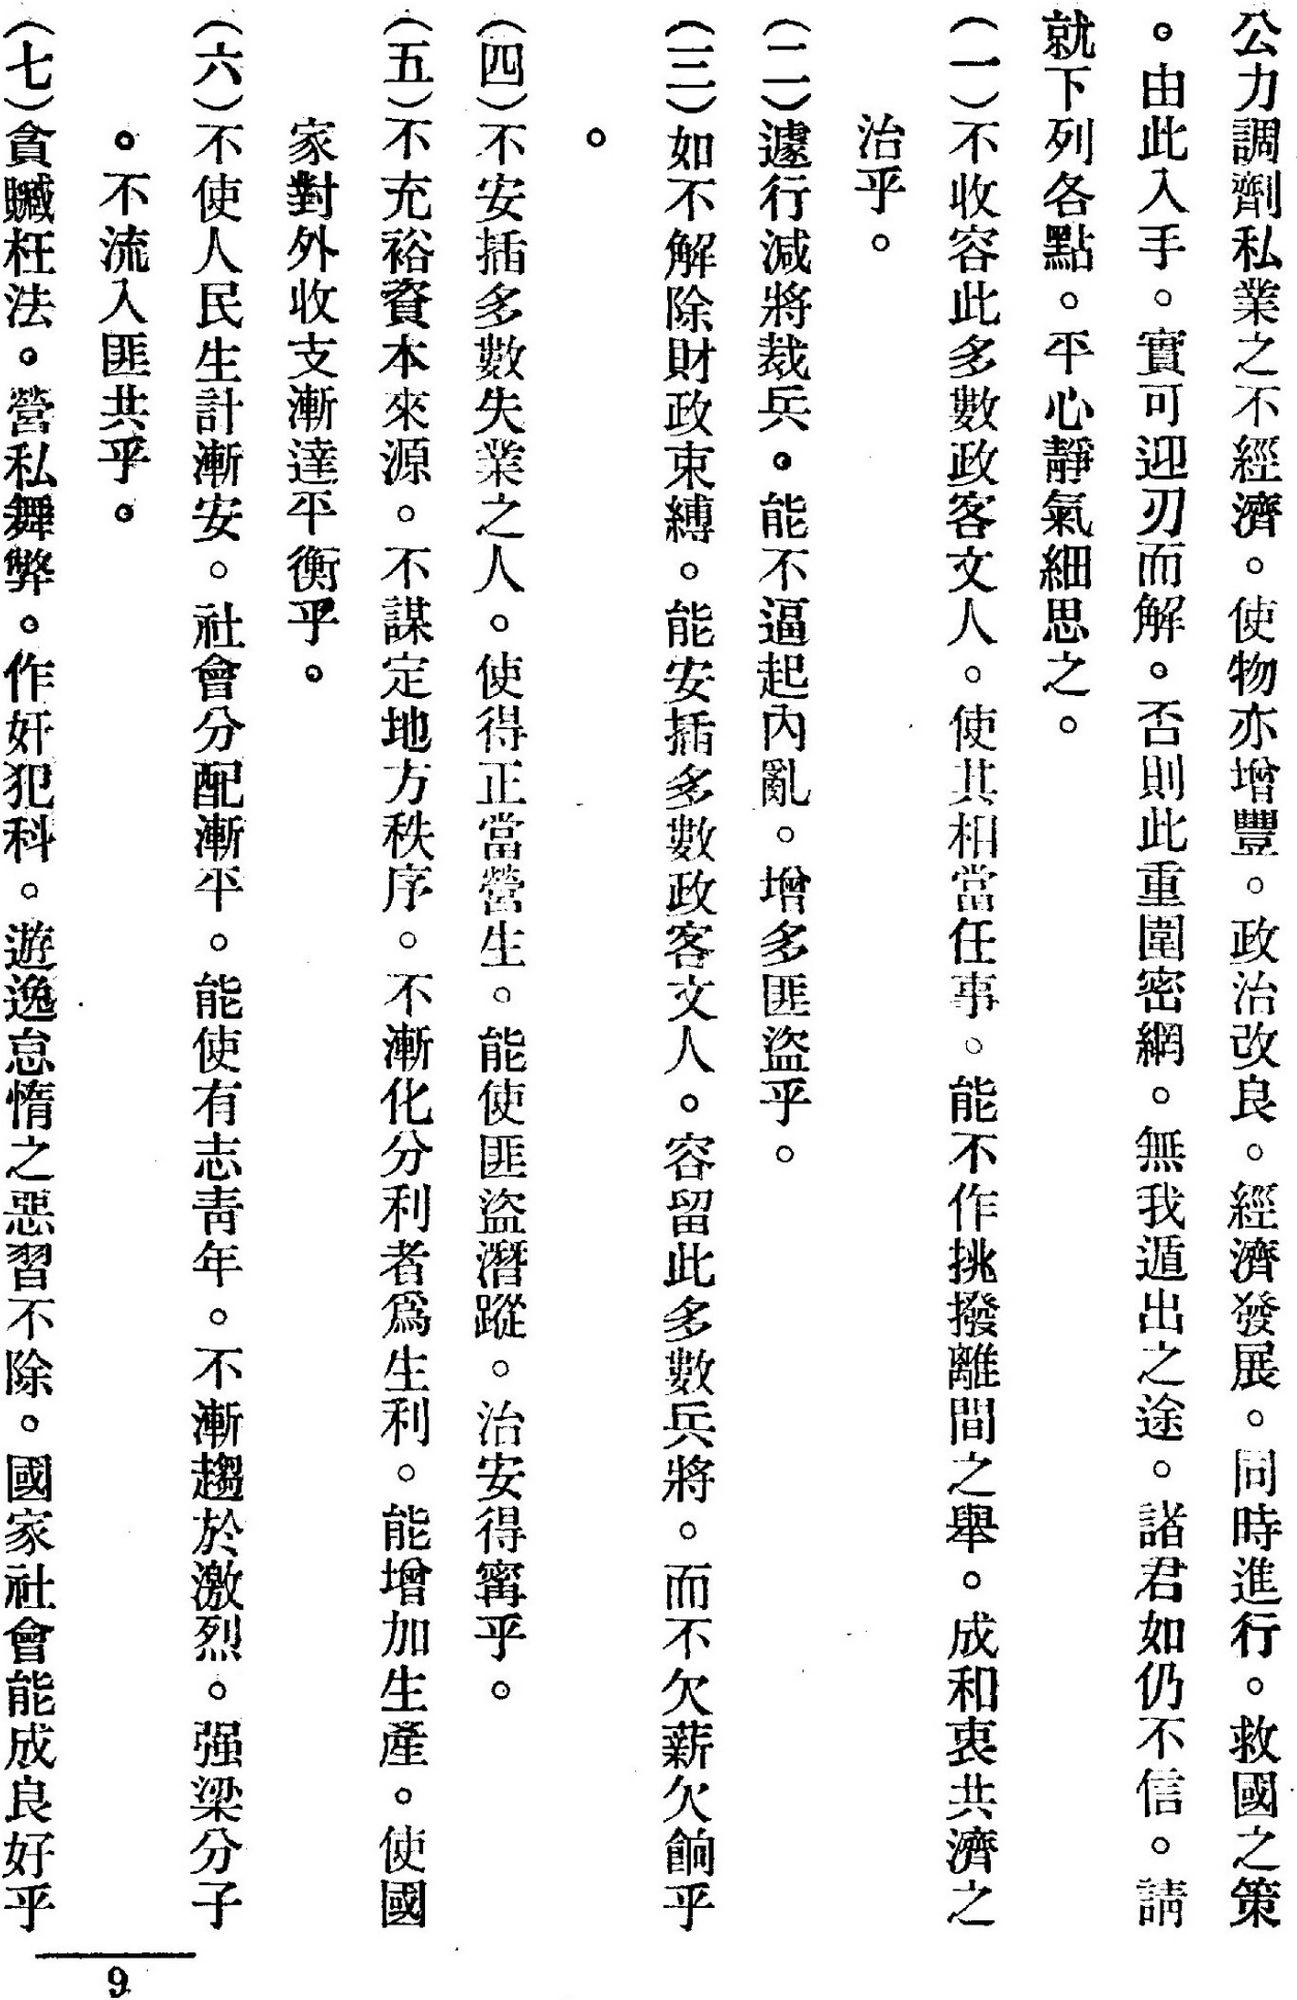 公力調劑私業之不經濟。使物亦增豐。政治改良。經濟發展。同時進行。救國之策
。由此入手。實可迎刃而解。否則此重圍密網。無我遁出之途。諸君如仍不信。請
就下列各點。平心靜氣細思之。
(一)不收容此多數政客文人。使其相當任事。能不作挑撥離間之舉。成和衷共濟之
治乎。
(二)遽行減將裁兵。能不逼起內亂。增多匪盜乎。
(三)如不解除財政束縛。能安插多數政客文人。容留此多數兵將。而不欠薪欠餉乎
。
(四)不安插多數失業之人。使得正當營生。能使匪盜潛蹤。治安得甯乎。
(五)不充裕資本來源。不謀定地方秩序。不漸化分利者爲生利。能增加生產。使國
家對外收支漸達平衡乎。
(六)不使人民生計漸安。社會分配漸平。能使有志靑年。不漸趨於激烈。强梁分子
。不流入匪共乎。
(七)貪贓枉法。營私舞弊。作奸犯科。遊逸怠惰之惡習不除。國家社會能成良好乎
9